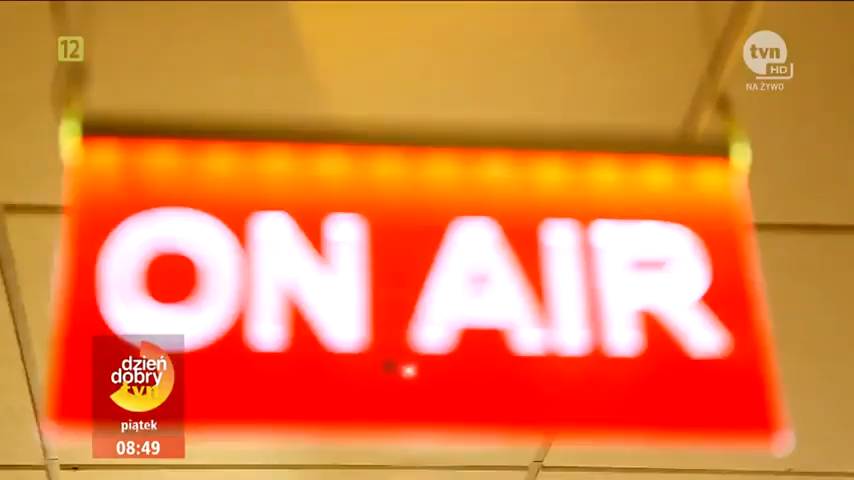 12
tvn
HD
NA ŻYWO
ON AIR
dzień
dobry
tvn
piątek
08:49